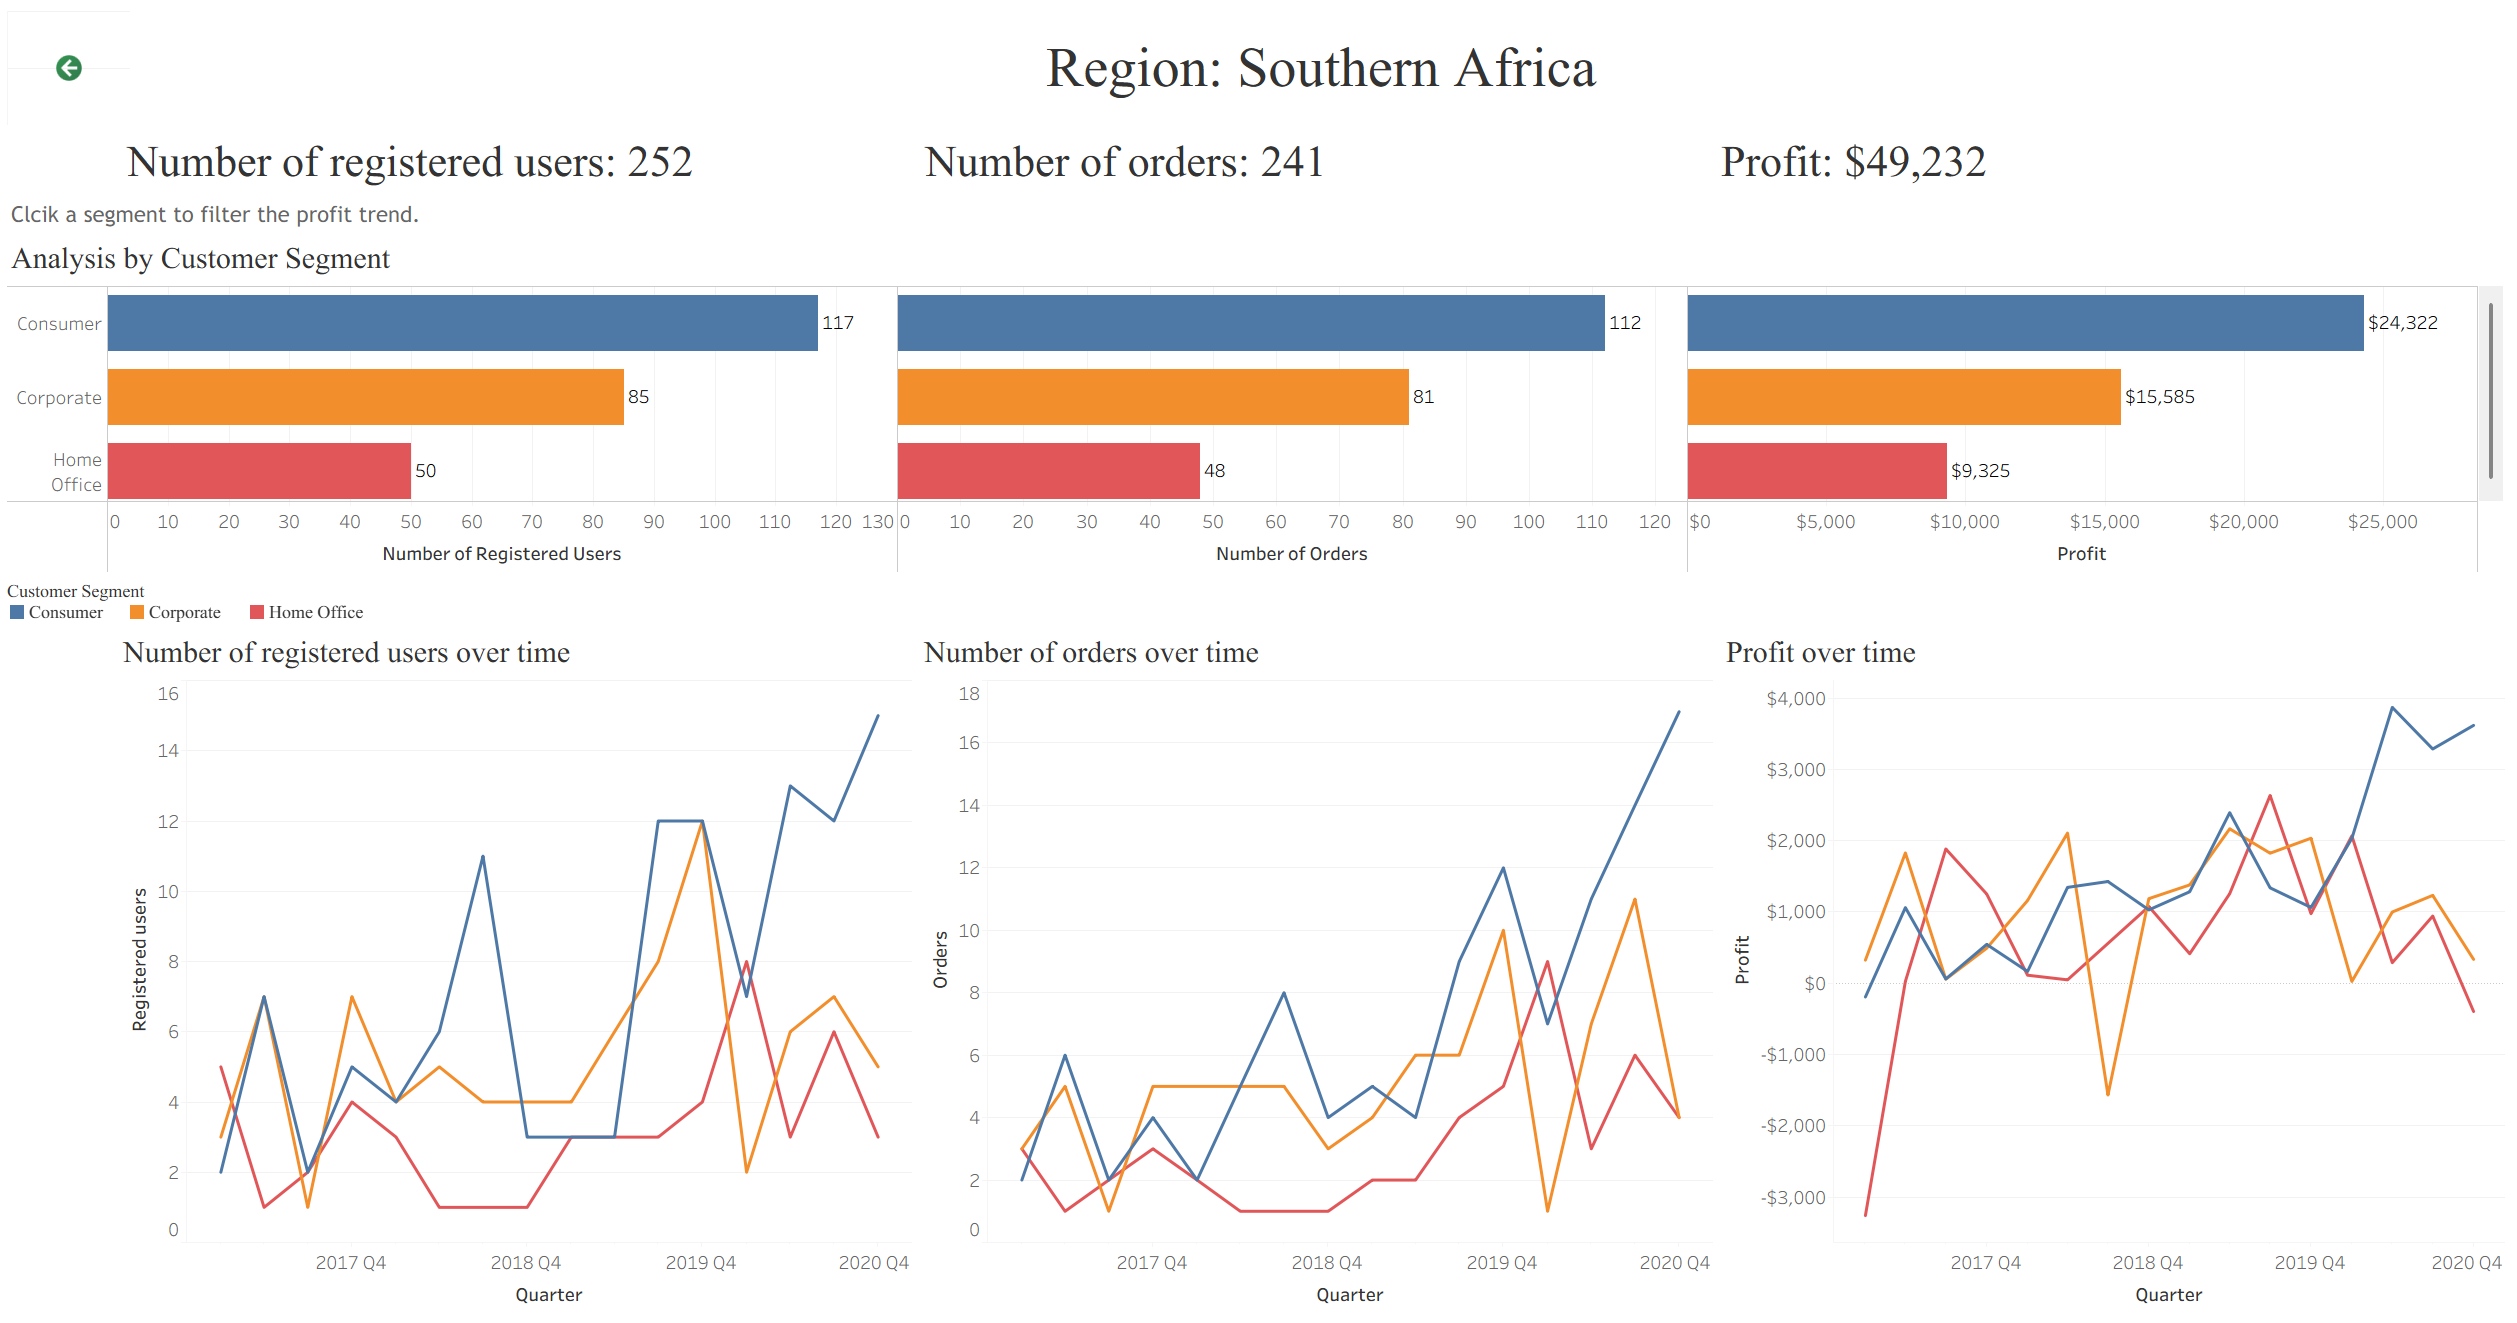 Region: Southern Africa
Number of registered users: 252
Number of orders: 241
Profit: $49,232
Clcik a segment to filter the profit trend.
Analysis by Customer Segment
Consumer
117
112
$24,322
Corporate
85
81
$15,585
Home
Office
50
48
$9,325
0 10 20 30 40 50 60 70 80 90 100 110 120 130
0 10 20 30 40 50 60 70 80 90 100 110 120
$0 $5,000 $10,000 $15,000 $20,000 $25,000
Number of Registered Users
Number of Orders
Profit
Customer Segment
Consumer Corporate Home Office
Number of registered users over time
16
14
12
10
8
6
4
2
0
Registered users
2017 Q4 2018 Q4 2019 Q4 2020 Q4
Quarter
Number of orders over time
18
16
14
12
10
8
6
4
2
0
Orders
2017 Q4 2018 Q4 2019 Q4 2020 Q4
Quarter
Profit over time
$4,000
$3,000
$2,000
$1,000
$0
-$1,000
-$2,000
-$3,000
Profit
2017 Q4 2018 Q4 2019 Q4 2020 Q4
Quarter